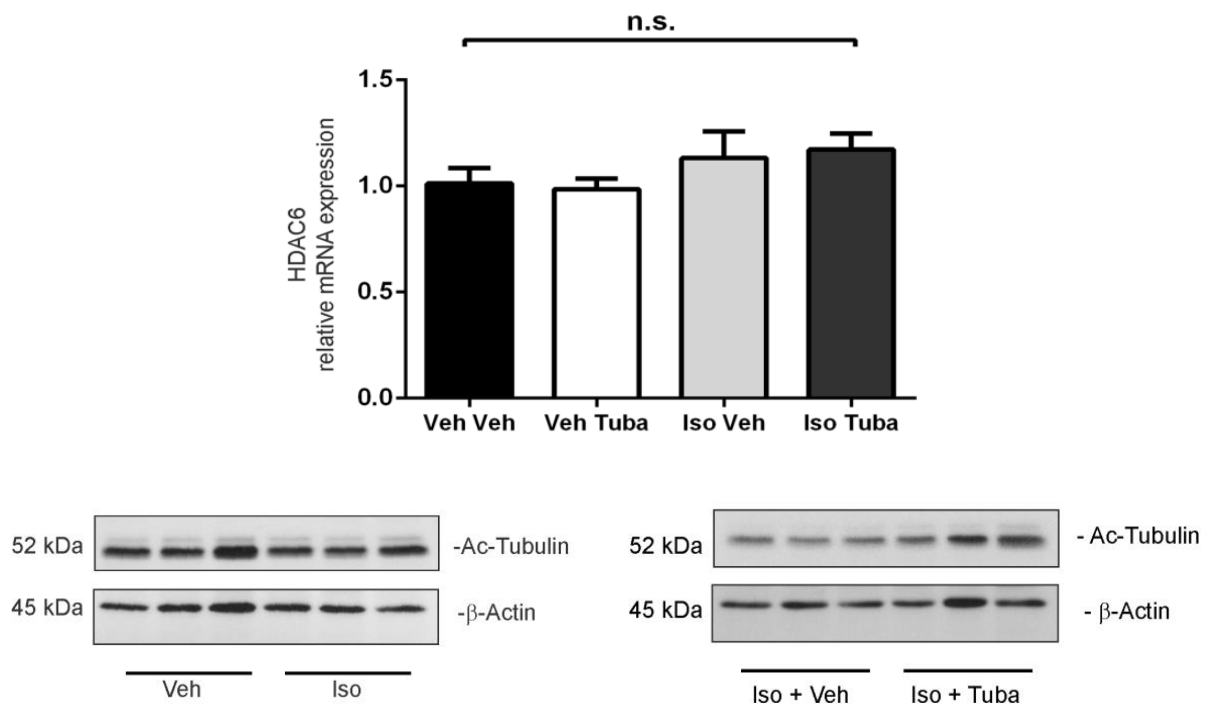 n.s.
HDAC6
relative mRNA expression
1.5
1.0
0.5
0.0
Veh Veh Veh Tuba Iso Veh Iso Tuba
52 kDa -Ac-Tubulin
45 kDa -β-Actin
Veh Iso
52 kDa - Ac-Tubulin
45 kDa - β-Actin
Iso + Veh Iso + Tuba